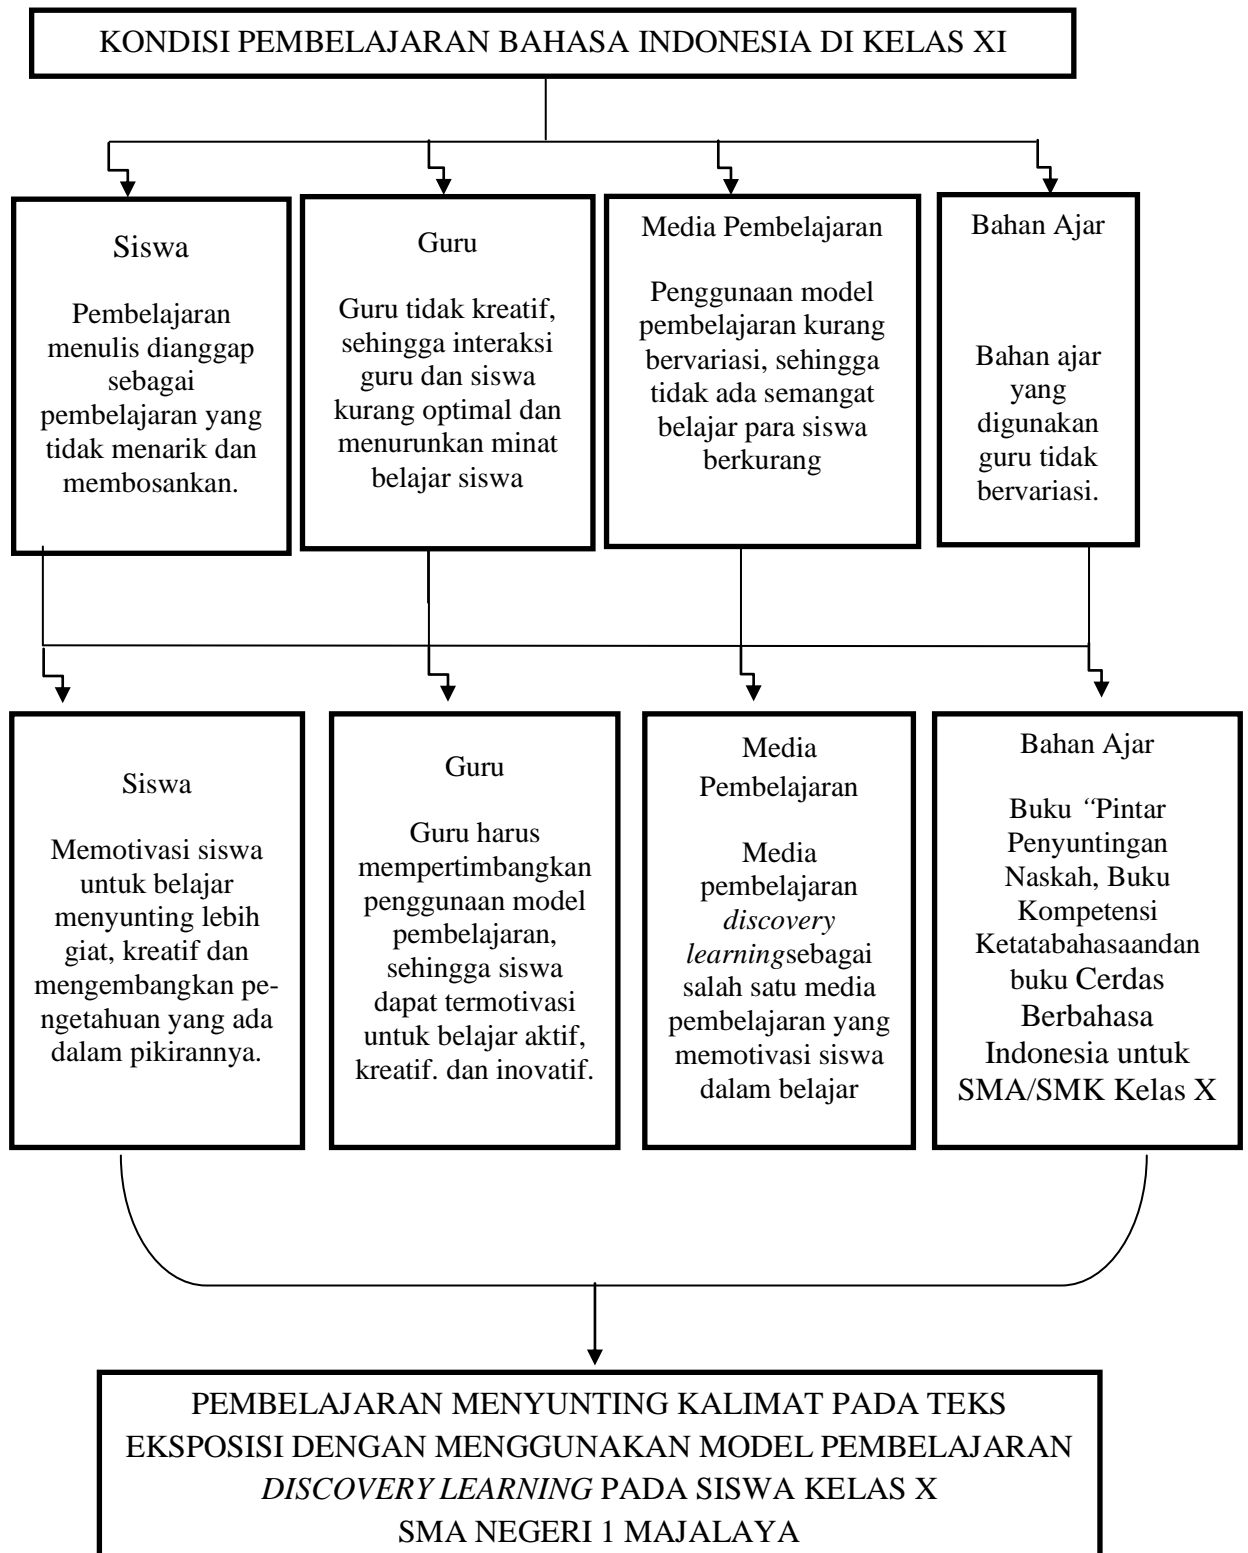 KONDISI PEMBELAJARAN BAHASA INDONESIA DI KELAS XI
Siswa
Pembelajaran
menulis dianggap
sebagai
pembelajaran yang
tidak menarik dan
membosankan.
Guru
Guru tidak kreatif,
sehingga interaksi
guru dan siswa
kurang optimal dan
menurunkan minat
belajar siswa
Media Pembelajaran
Penggunaan model
pembelajaran kurang
bervariasi, sehingga
tidak ada semangat
belajar para siswa
berkurang
Bahan Ajar
Bahan ajar
yang
digunakan
guru tidak
bervariasi.
Siswa
Memotivasi siswa
untuk belajar
menyunting lebih
giat, kreatif dan
mengembangkan pe-
ngetahuan yang ada
dalam pikirannya.
Guru
Guru harus
mempertimbangkan
penggunaan model
pembelajaran,
sehingga siswa
dapat termotivasi
untuk belajar aktif,
kreatif. dan inovatif.
Media
Pembelajaran
Media
pembelajaran
discovery
learningsebagai
salah satu media
pembelajaran yang
memotivasi siswa
dalam belajar
Bahan Ajar
Buku “Pintar
Penyuntingan
Naskah, Buku
Kompetensi
Ketatabahasaandan
buku Cerdas
Berbahasa
Indonesia untuk
SMA/SMK Kelas X
PEMBELAJARAN MENYUNTING KALIMAT PADA TEKS
EKSPOSISI DENGAN MENGGUNAKAN MODEL PEMBELAJARAN
DISCOVERY LEARNING PADA SISWA KELAS X
SMA NEGERI 1 MAJALAYA